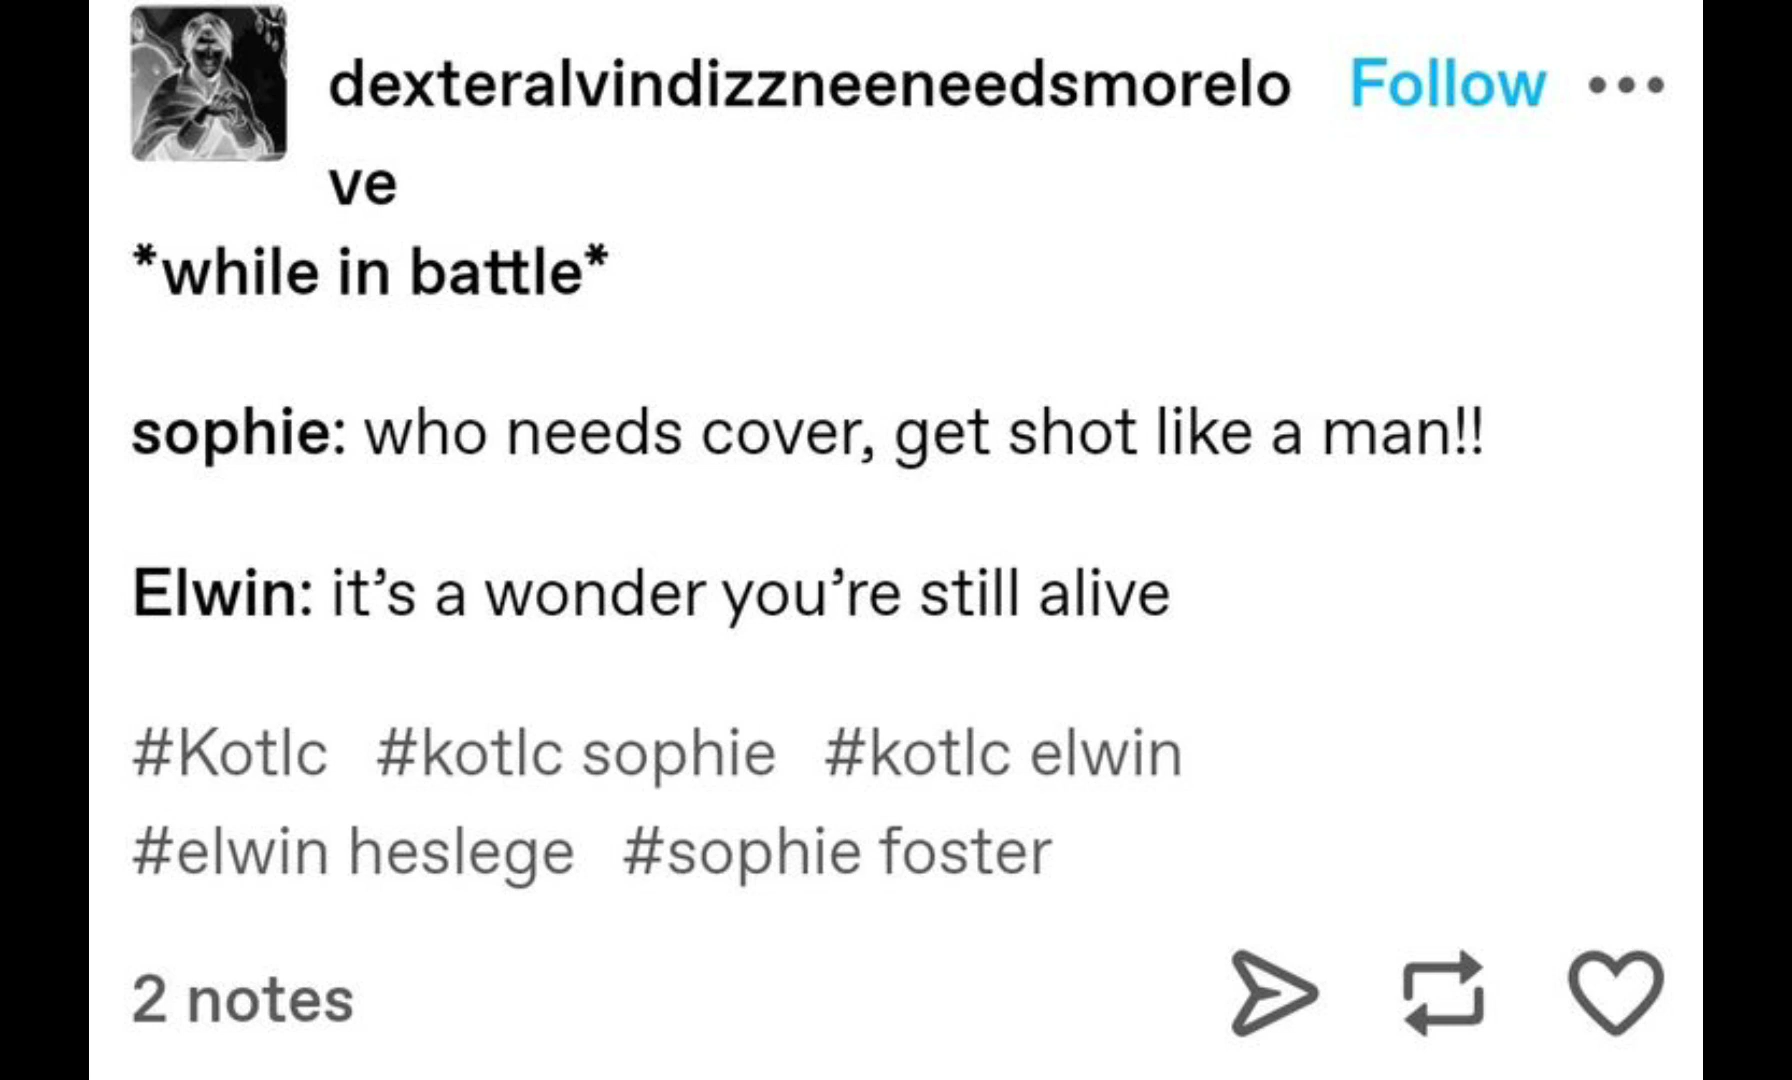 dexteralvindizzneeneedsmorelo Follow
ve
*while in battle*
sophie: who needs cover, get shot like a man!!
Elwin: it’s a wonder you’re still alive
#Kotlc #kotlc sophie #kotlc elwin
#elwin heslege #sophie foster
2 notes